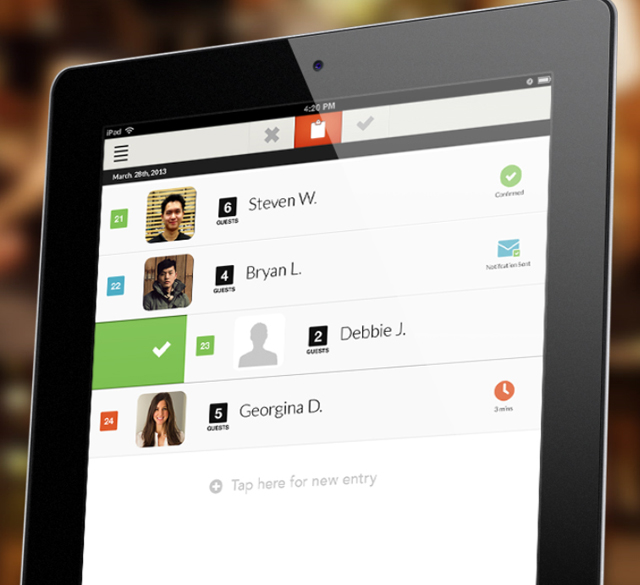 iPod
4:20 PM
March. 28th, 2013
21
6
GUESTS
Steven W.
Confirmed
22
4
GUESTS
Bryan L.
Notification Sent
23
2
GUESTS
Debbie J.
24
5
GUESTS
Georgina D.
3 mins
Tap here for new entry